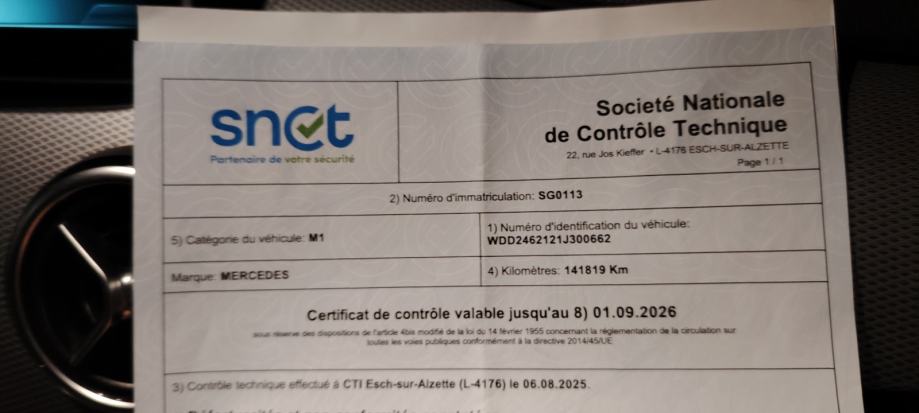 snct
Partenaire de votre sécurité
Societé Nationale
de Contrôle Technique
22, rue Jos Kieffer • L-4176 ESCH-SUR-ALZETTE
Page 1 / 1
2) Numéro d'immatriculation: SG0113
5) Catégorie du véhicule: M1
1) Numéro d'identification du véhicule:
WDD2462121J300662
Marque: MERCEDES
4) Kilomètres: 141819 Km
Certificat de contrôle valable jusqu'au 8) 01.09.2026
sous réserve des dispositions de l'article 4bis modifié de la loi du 14 février 1955 concernant la réglementation de la circulation sur
toutes les voies publiques conformément à la directive 2014/45/UE
3) Contrôle technique effectué à CTI Esch-sur-Alzette (L-4176) le 06.08.2025.